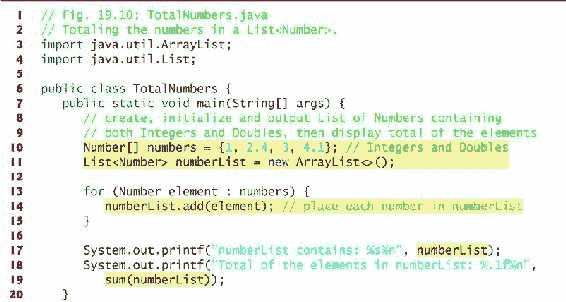 1 // Fig. 19.10: TotalNumbers.java
2 // Totaling the numbers in a List<Number>.
3 import java.util.ArrayList;
4 import java.util.List;
5
6 public class TotalNumbers {
7 public static void main(String[] args) {
8 // create, initialize and output List of Numbers containing
9 // both Integers and Doubles, then display total of the elements
10 Number[] numbers = {1, 2.4, 3, 4.1}; // Integers and Doubles
11 List<Number> numberList = new ArrayList<>();
12
13 for (Number element : numbers) {
14 numberList.add(element); // place each number in numberList
15 }
16
17 System.out.printf("numberList contains: %s%n", numberList);
18 System.out.printf("Total of the elements in numberList: %.1f%n",
19 sum(numberList));
20 }